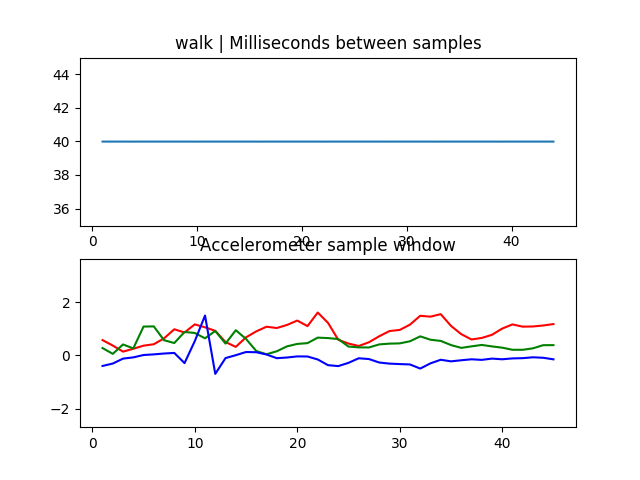 walk | Milliseconds between samples
44
42
40
38
36
0 10 20 30 40
Accelerometer sample window
2
0
−2
0 10 20 30 40